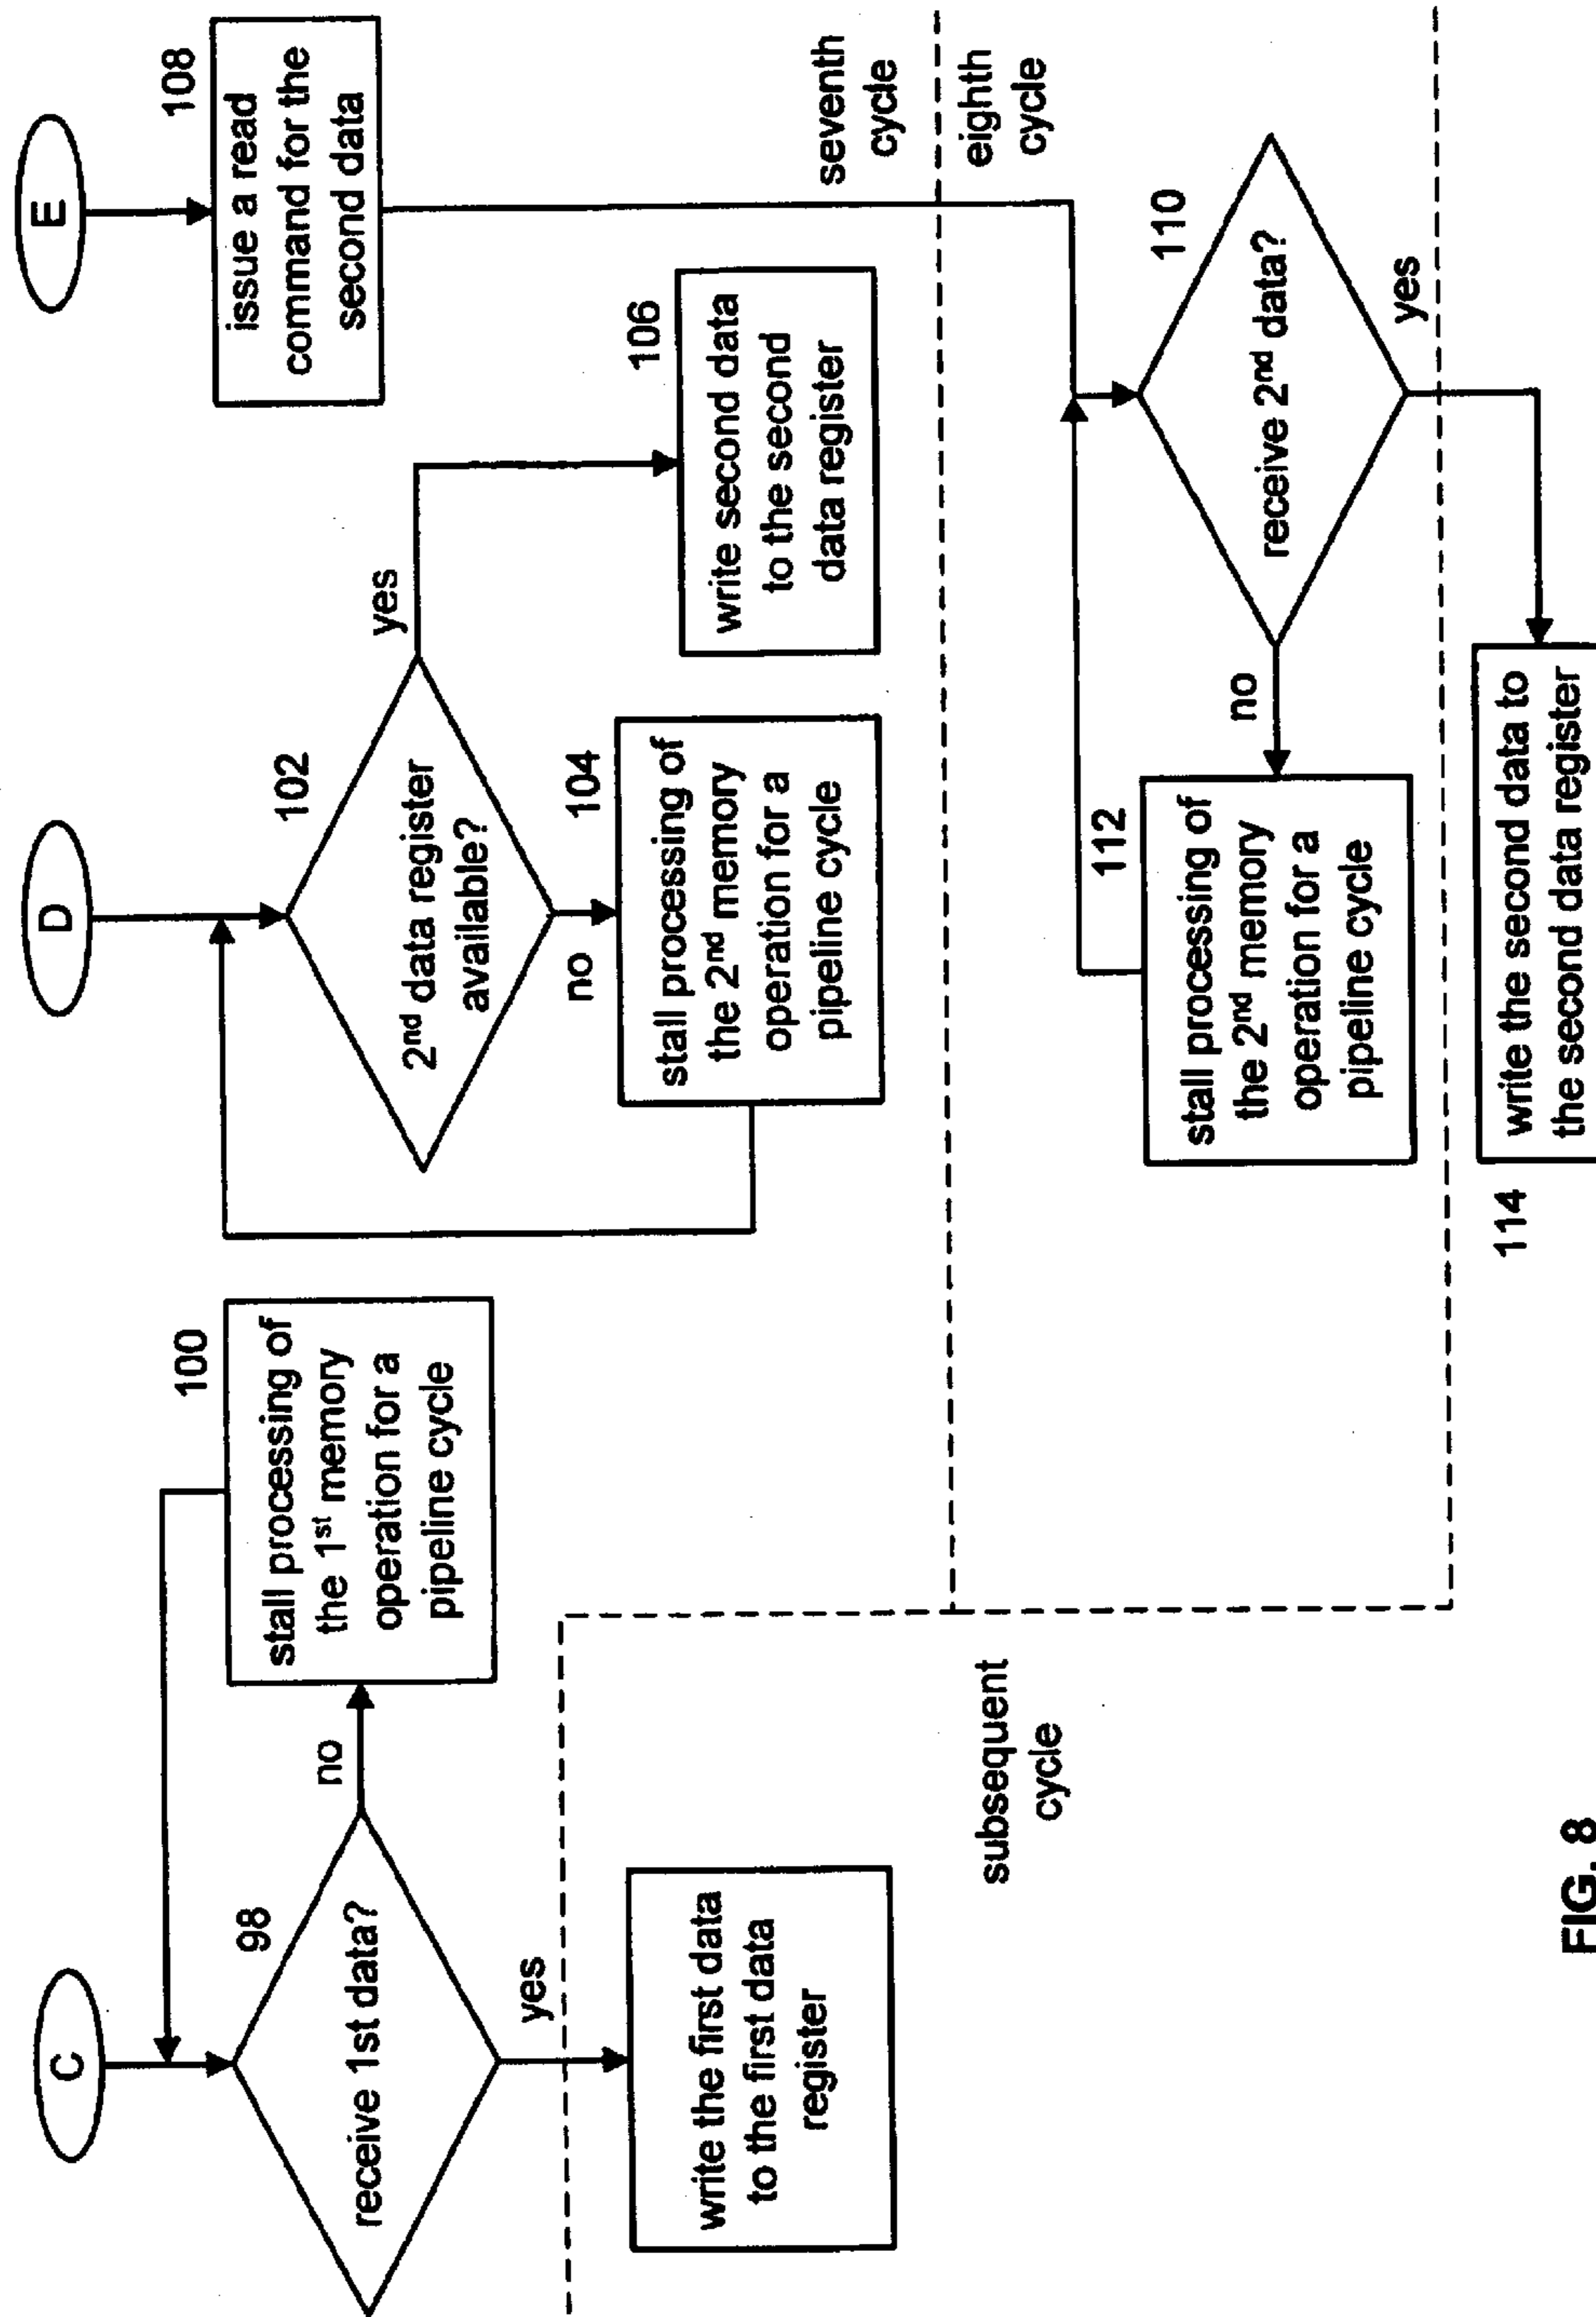 C
98
receive 1st data?
no
yes
100
stall processing of
the 1st memory
operation for a
pipeline cycle
write the first data
to the first data
register
subsequent
cycle
D
102
2nd data register
available?
yes
no
104
stall processing of
the 2nd memory
operation for a
pipeline cycle
106
write second data
to the second
data register
E
108
issue a read
command for the
second data
seventh
cycle
eighth
cycle
110
receive 2nd data?
no
yes
112
stall processing of
the 2nd memory
operation for a
pipeline cycle
114
write the second data to
the second data register
FIG. 8